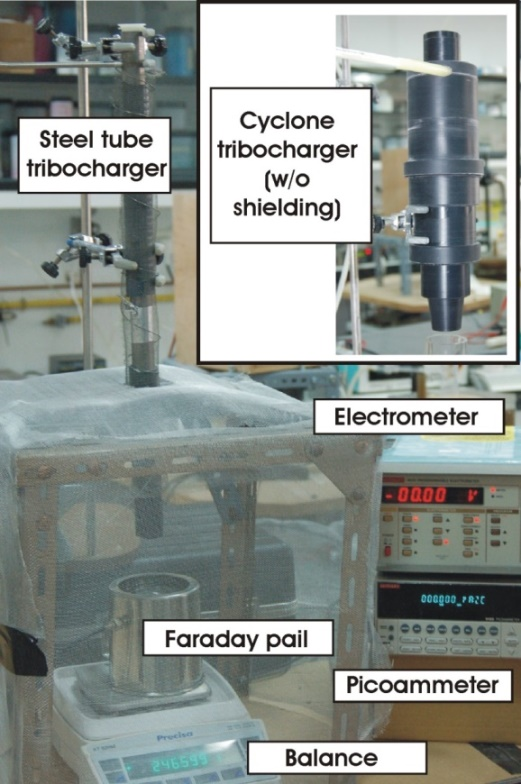 Steel tube
tribocharger
Cyclone
tribocharger
(w/o
shielding)
Electrometer
-00.00 V
Faraday pail
Picoammeter
Precisa
Balance